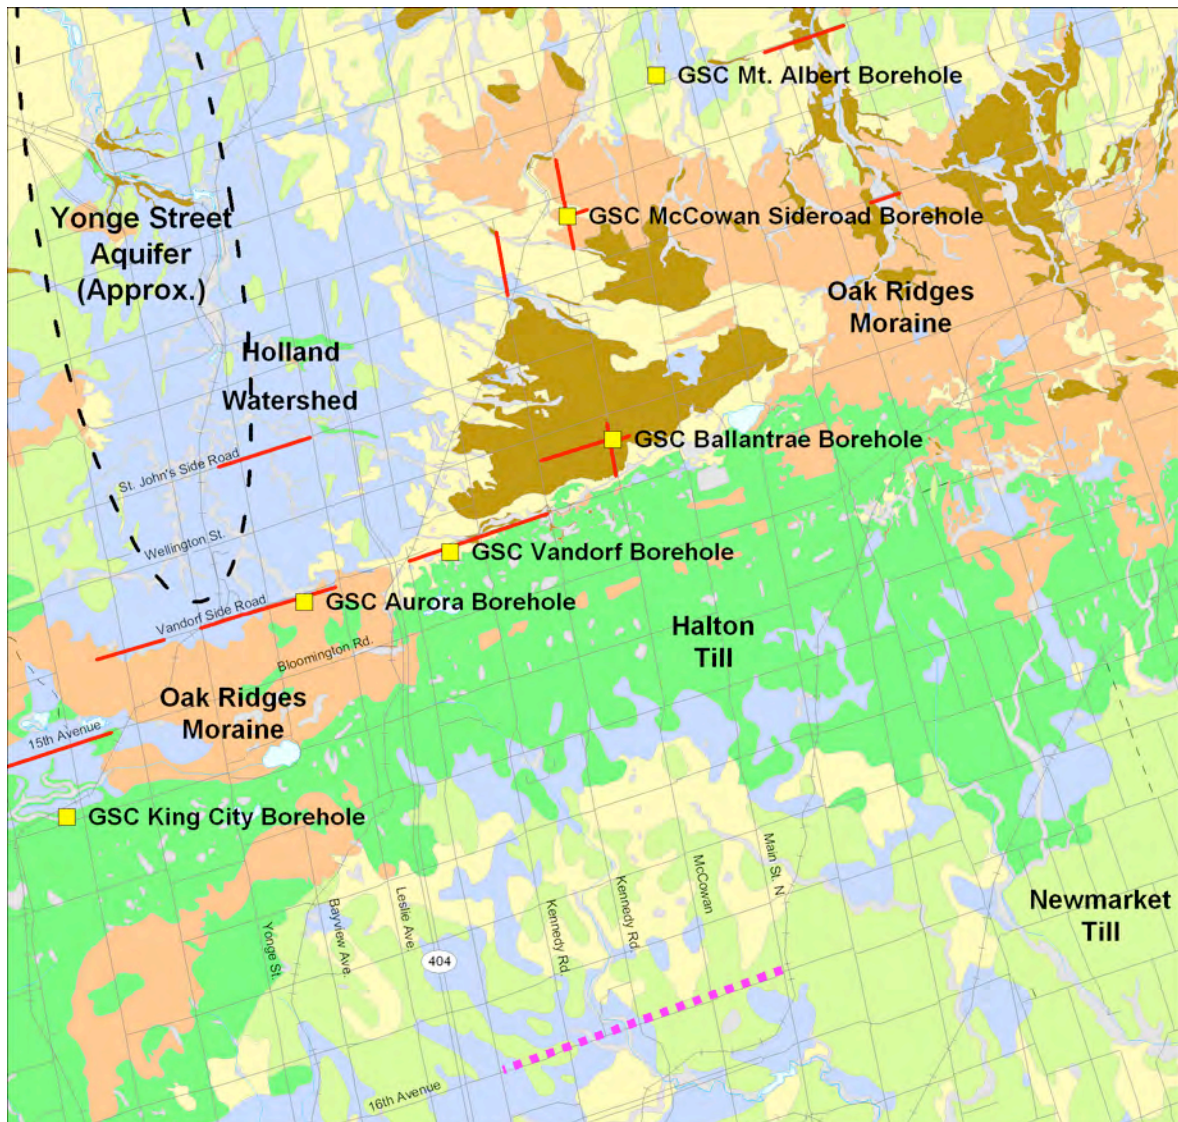 GSC Mt. Albert Borehole
Yonge Street
Aquifer
(Approx.)
GSC McCowan Sideroad Borehole
Oak Ridges
Moraine
Holland
Watershed
GSC Ballantrae Borehole
St. John's Side Road
Wellington St.
GSC Vandorf Borehole
GSC Aurora Borehole
Vandorf Side Road
Bloomington Rd.
Halton
Till
Oak Ridges
Moraine
15th Avenue
GSC King City Borehole
Yonge St.
Bayview Ave.
Leslie Ave.
404
Kennedy Rd.
Kennedy Rd.
McCowan
Main St. N
Newmarket
Till
16th Avenue